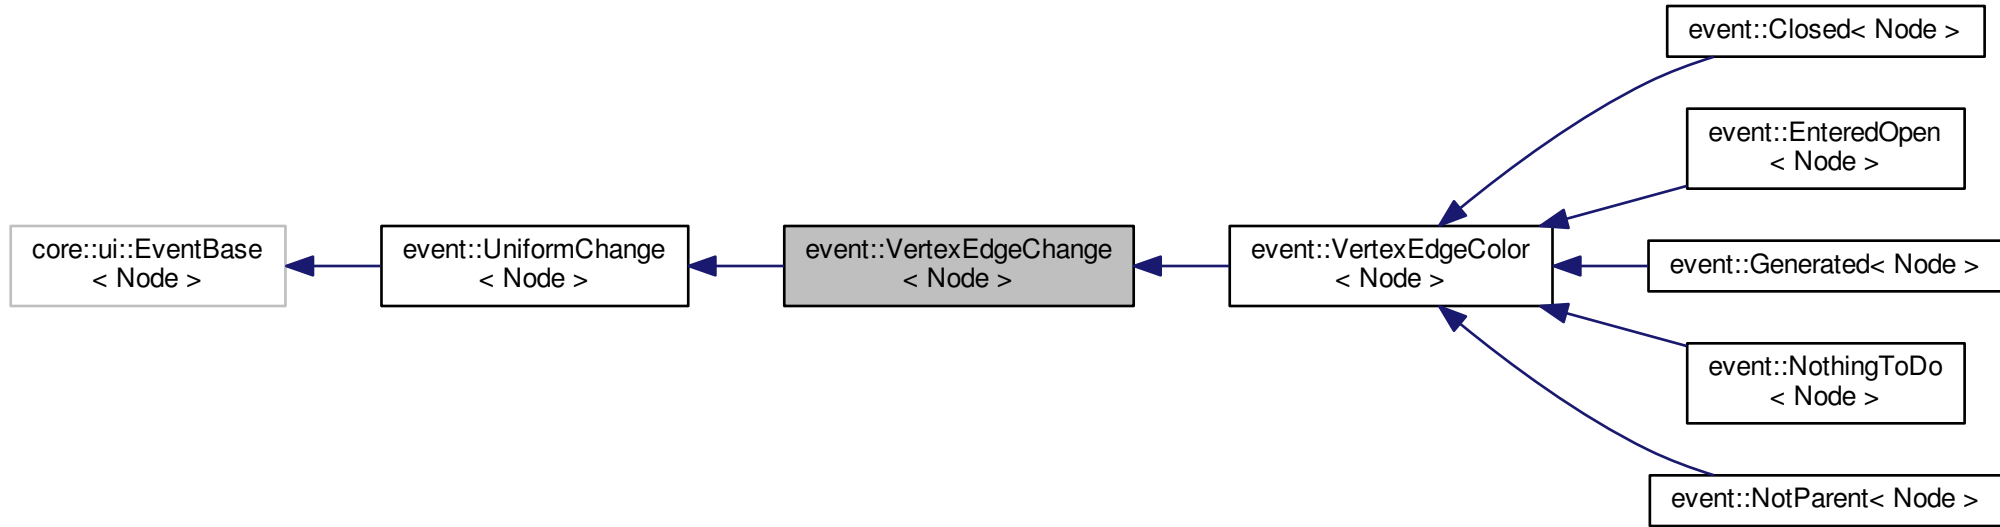 core::ui::EventBase
< Node >
event::UniformChange
< Node >
event::VertexEdgeChange
< Node >
event::VertexEdgeColor
< Node >
event::Closed< Node >
event::EnteredOpen
< Node >
event::Generated< Node >
event::NothingToDo
< Node >
event::NotParent< Node >